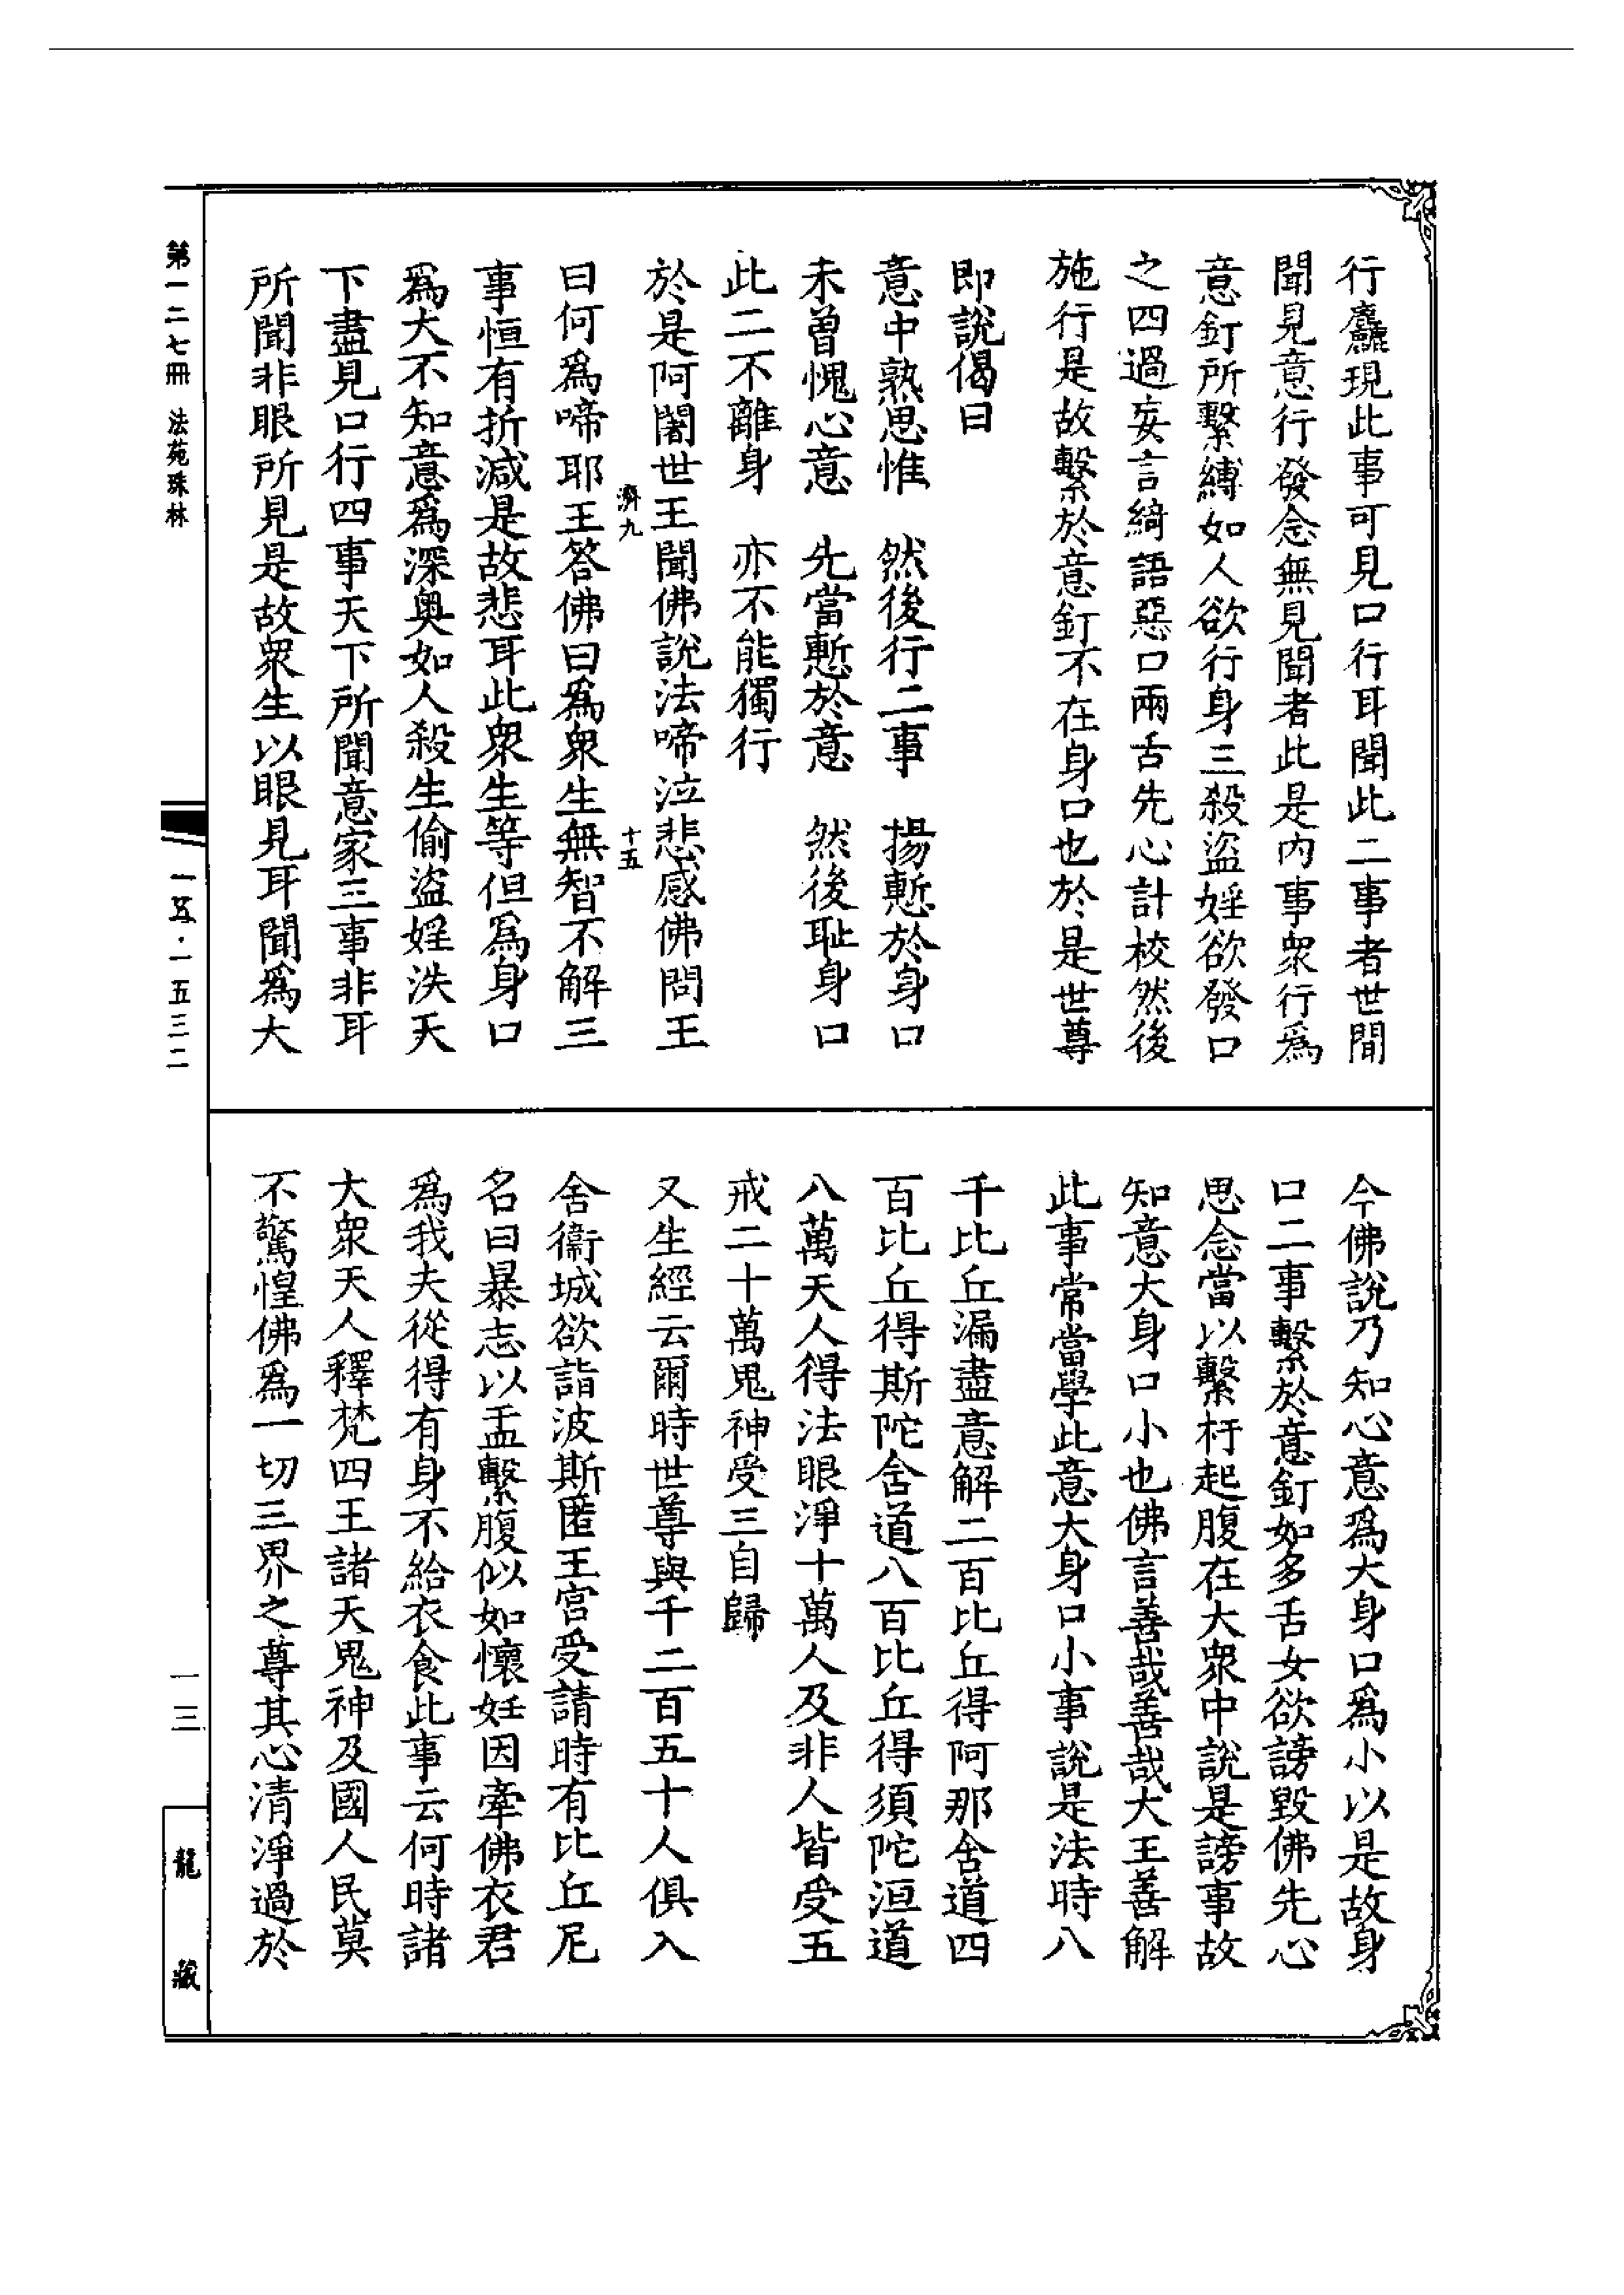 行麤現此事可見口行耳聞此二事者世間
聞見意行發念無見聞者此是內事衆行爲
意釘所繫縛如人欲行身三殺盜婬欲發口
之四過妄言綺語惡口兩舌先心計校然後
施行是故繫於意釘不在身口也於是世尊
即說偈曰
意中熟思惟　然後行二事　揚慙於身口
未曾愧心意　先當慙於意　然後耻身口
此二不離身　亦不能獨行
於是阿闍世王聞佛說法啼泣悲感佛問王
濟九　十五
曰何爲啼耶王答佛曰爲衆生無智不解三
事恒有折減是故悲耳此衆生等但爲身口
爲大不知意爲深奥如人殺生偷盜婬泆天
下盡見口行四事天下所聞意家三事非耳
所聞非眼所見是故衆生以眼見耳聞爲大
今佛說乃知心意爲大身口爲小以是故身
口二事繫於意釘如多舌女欲謗毀佛先心
思念當以繫杅起腹在大衆中說是謗事故
知意大身口小也佛言善哉善哉大王善解
此事常當學此意大身口小事說是法時八
千比丘漏盡意解二百比丘得阿那舍道四
百比丘得斯陀舍道八百比丘得須陀洹道
八萬天人得法眼淨十萬人及非人皆受五
戒二十萬鬼神受三自歸
又生經云爾時世尊與千二百五十人俱入
舍衞城欲詣波斯匿王宫受請時有比丘尼
名曰暴志以盂繫腹似如懷妊因牽佛衣君
爲我夫從得有身不給衣食此事云何時諸
大衆天人釋梵四王諸天鬼神及國人民莫
不驚惶佛爲一切三界之尊其心清淨過於
第一二七冊　法苑珠林
一五五·一五三二
一三
龍藏